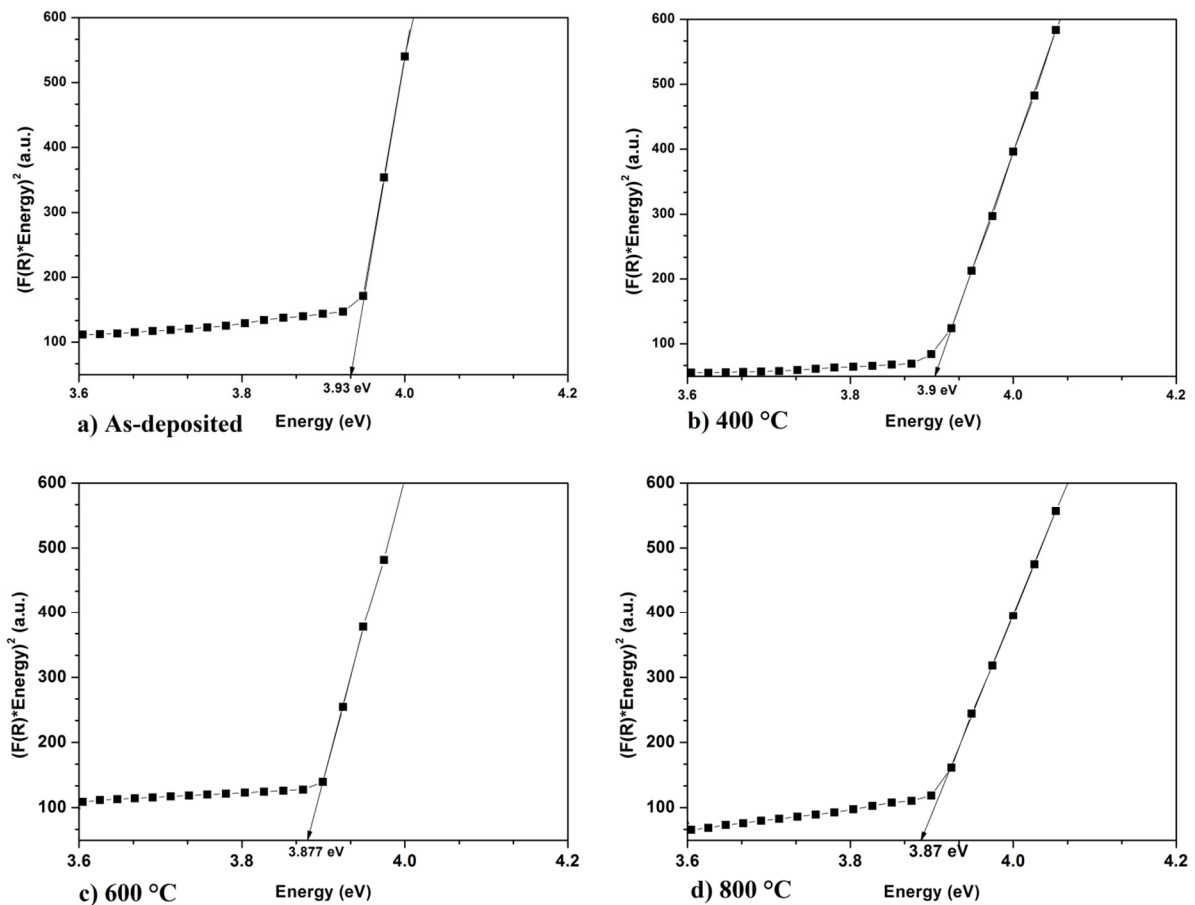 600
500
400
300
200
100
(F(R)*Energy)² (a.u.)
3.93 eV
3.6 3.8 4.0 4.2
a) As-deposited Energy (eV)
600
500
400
300
200
100
(F(R)*Energy)² (a.u.)
3.9 eV
3.6 3.8 4.0 4.2
b) 400 °C Energy (eV)
600
500
400
300
200
100
(F(R)*Energy)² (a.u.)
3.877 eV
3.6 3.8 4.0 4.2
c) 600 °C Energy (eV)
600
500
400
300
200
100
(F(R)*Energy)² (a.u.)
3.87 eV
3.6 3.8 4.0 4.2
d) 800 °C Energy (eV)